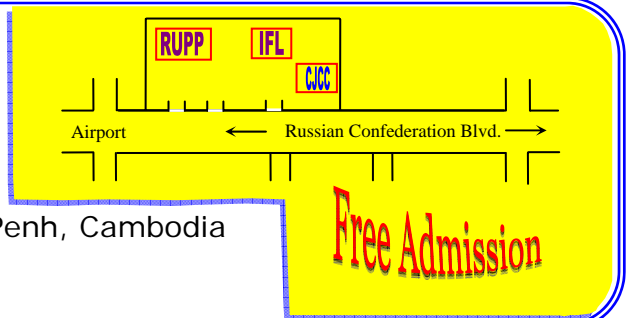 RUPP IFL
CJCC
Airport Russian Confederation Blvd.
Penh, Cambodia
Free Admission